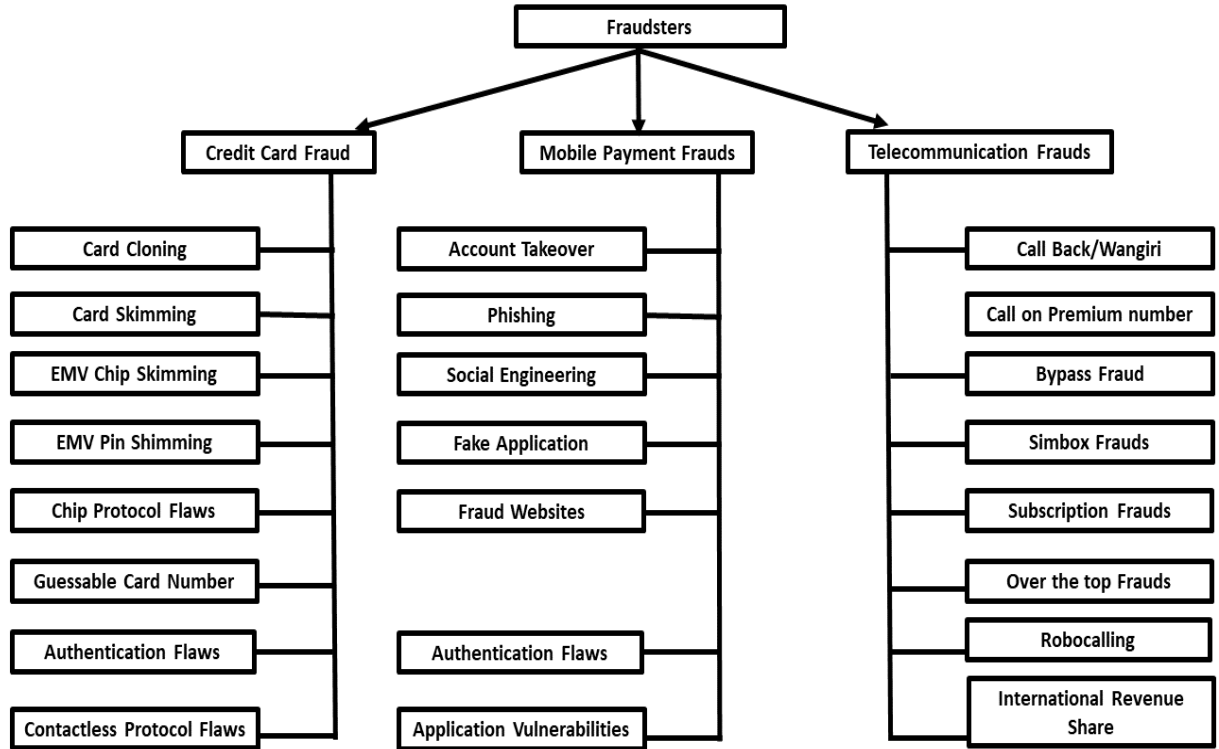 Fraudsters
Credit Card Fraud
Mobile Payment Frauds
Telecommunication Frauds
Card Cloning
Card Skimming
EMV Chip Skimming
EMV Pin Shimming
Chip Protocol Flaws
Guessable Card Number
Authentication Flaws
Contactless Protocol Flaws
Account Takeover
Phishing
Social Engineering
Fake Application
Fraud Websites
Authentication Flaws
Application Vulnerabilities
Call Back/Wangiri
Call on Premium number
Bypass Fraud
Simbox Frauds
Subscription Frauds
Over the top Frauds
Robocalling
International Revenue
Share